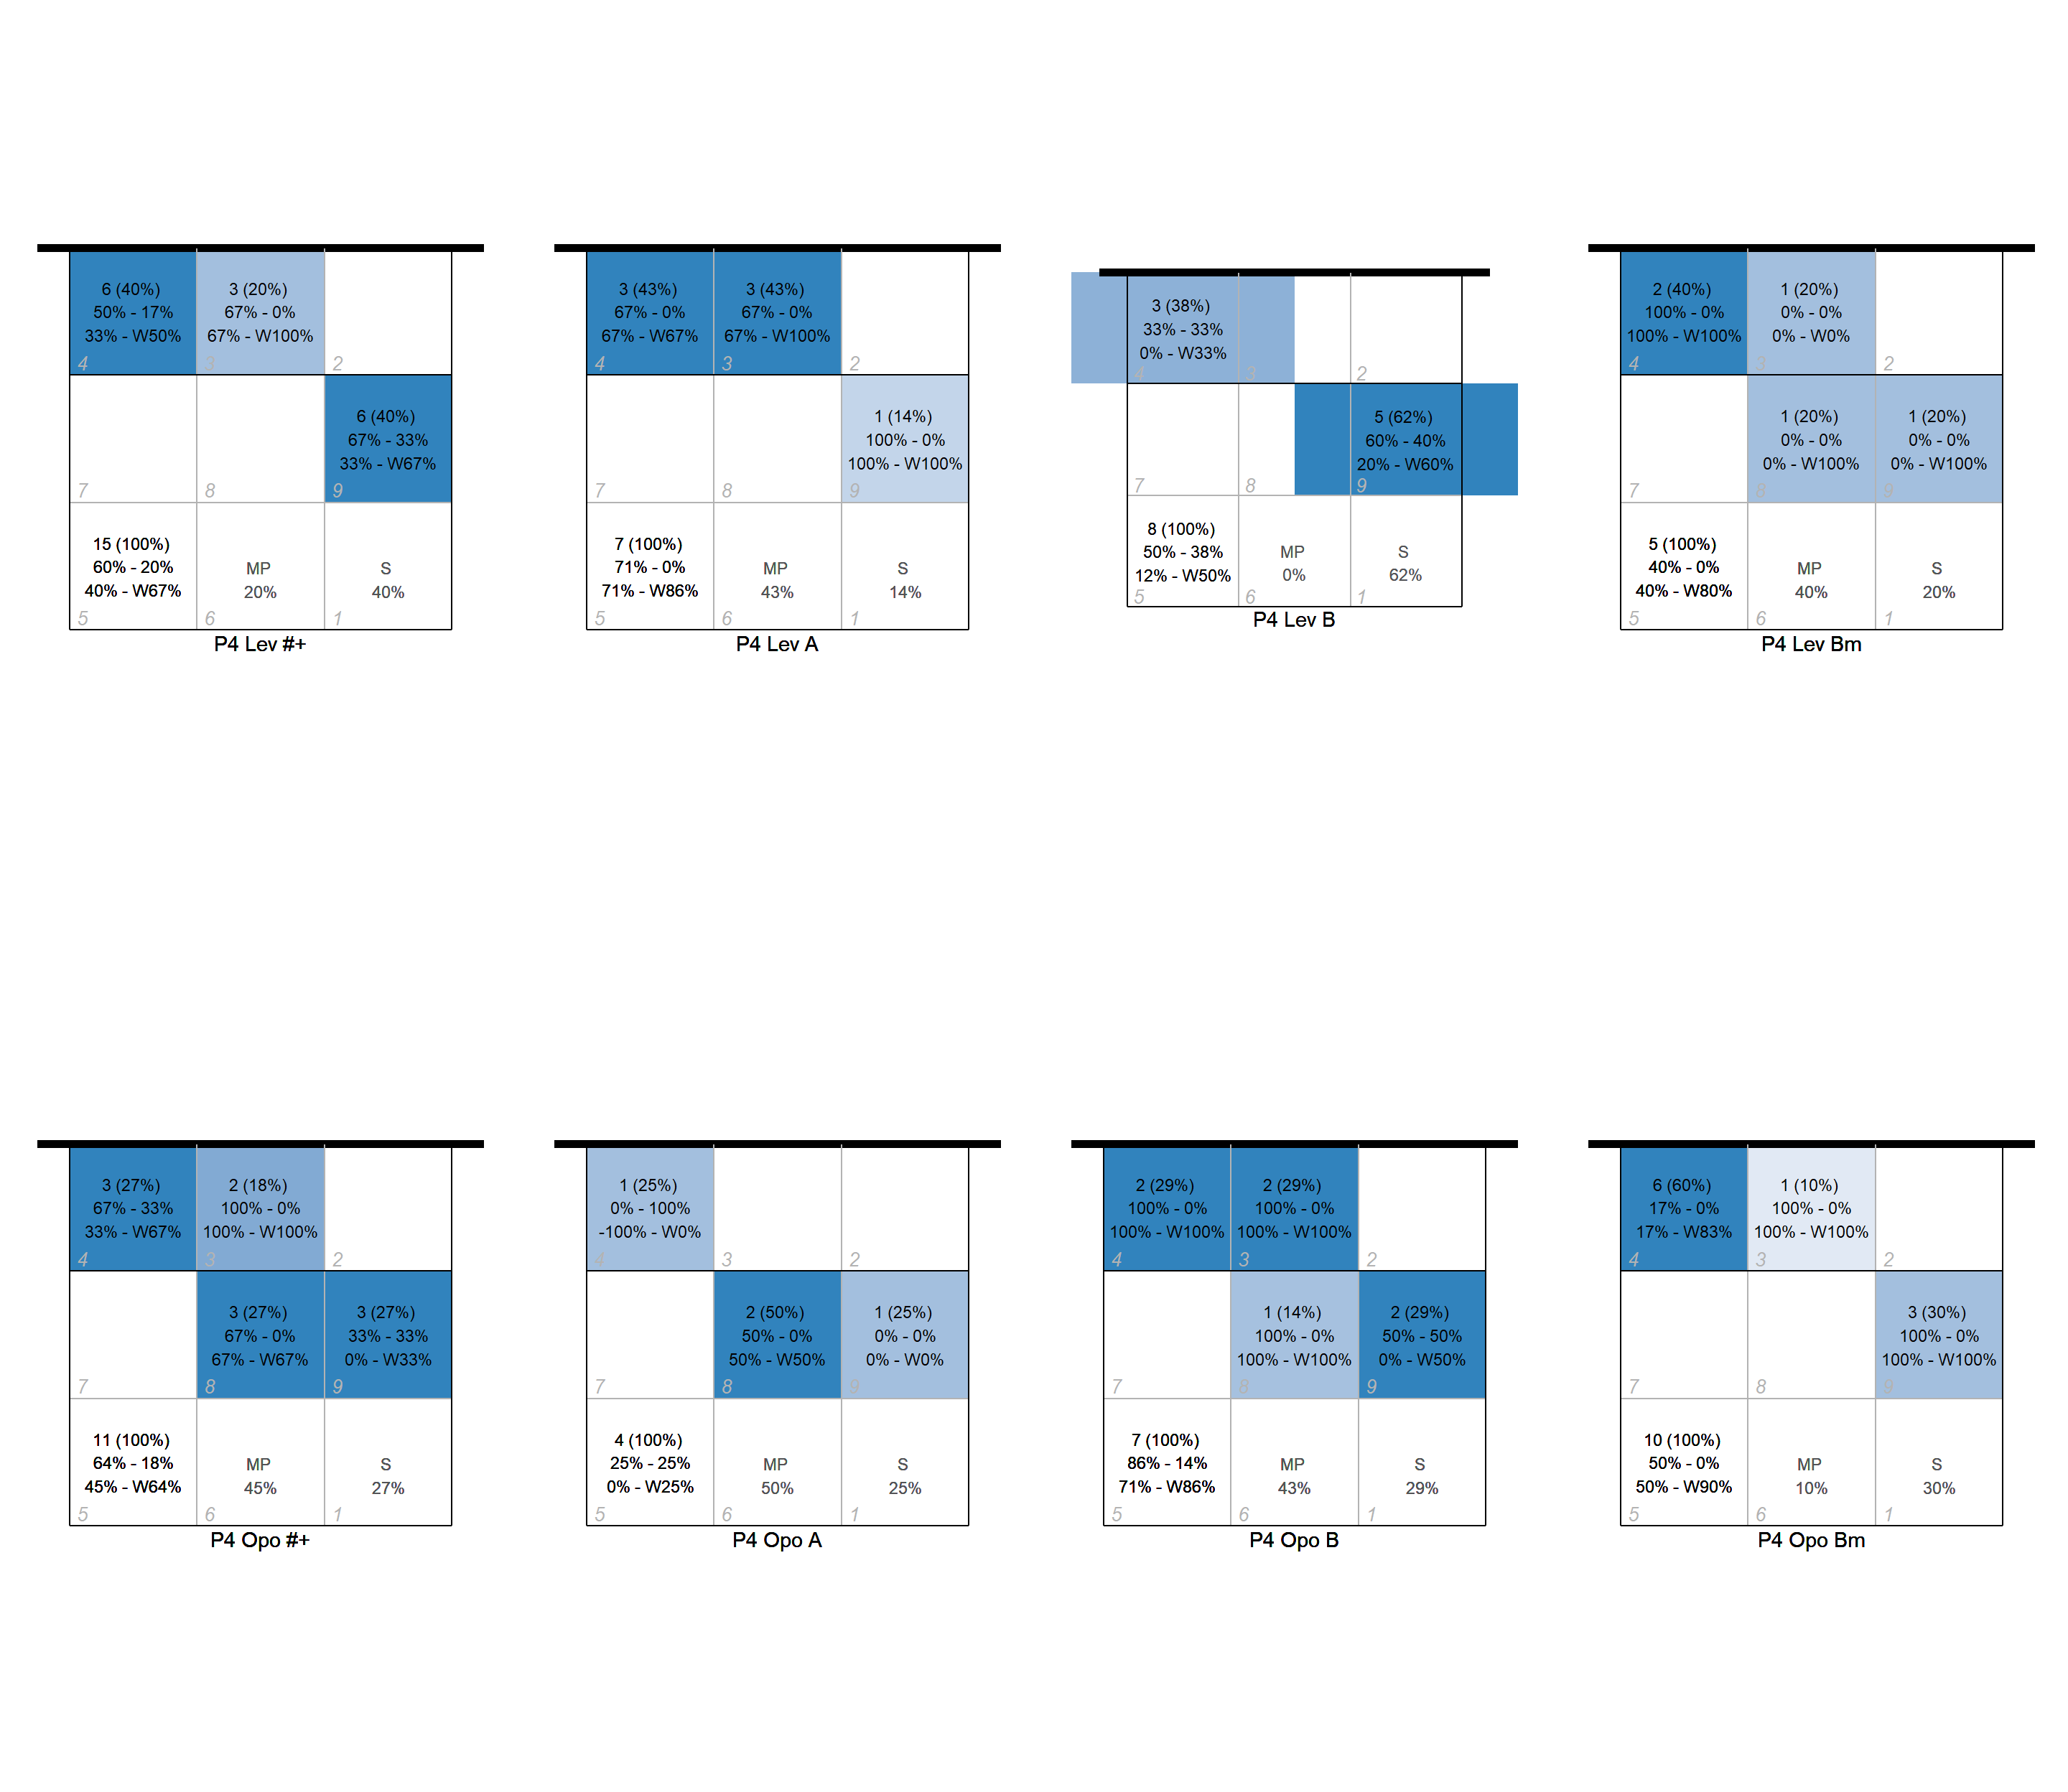 6 (40%)
50% - 17%
33% - W50%
4
3 (20%)
67% - 0%
67% - W100%
3
2
7
8
6 (40%)
67% - 33%
33% - W67%
9
15 (100%)
60% - 20%
40% - W67%
5
MP
20%
6
S
40%
1
P4 Lev #+
3 (43%)
67% - 0%
67% - W67%
4
3 (43%)
67% - 0%
67% - W100%
3
2
7
8
1 (14%)
100% - 0%
100% - W100%
9
7 (100%)
71% - 0%
71% - W86%
5
MP
43%
6
S
14%
1
P4 Lev A
3 (38%)
33% - 33%
0% - W33%
4
3
2
7
8
5 (62%)
60% - 40%
20% - W60%
9
8 (100%)
50% - 38%
12% - W50%
5
MP
0%
6
S
62%
1
P4 Lev B
2 (40%)
100% - 0%
100% - W100%
4
1 (20%)
0% - 0%
0% - W0%
3
2
7
1 (20%)
0% - 0%
0% - W100%
8
1 (20%)
0% - 0%
0% - W100%
9
5 (100%)
40% - 0%
40% - W80%
5
MP
40%
6
S
20%
1
P4 Lev Bm
3 (27%)
67% - 33%
33% - W67%
4
2 (18%)
100% - 0%
100% - W100%
3
2
7
3 (27%)
67% - 0%
67% - W67%
8
3 (27%)
33% - 33%
0% - W33%
9
11 (100%)
64% - 18%
45% - W64%
5
MP
45%
6
S
27%
1
P4 Opo #+
1 (25%)
0% - 100%
-100% - W0%
4
3
2
7
2 (50%)
50% - 0%
50% - W50%
8
1 (25%)
0% - 0%
0% - W0%
9
4 (100%)
25% - 25%
0% - W25%
5
MP
50%
6
S
25%
1
P4 Opo A
2 (29%)
100% - 0%
100% - W100%
4
2 (29%)
100% - 0%
100% - W100%
3
2
7
1 (14%)
100% - 0%
100% - W100%
8
2 (29%)
50% - 50%
0% - W50%
9
7 (100%)
86% - 14%
71% - W86%
5
MP
43%
6
S
29%
1
P4 Opo B
6 (60%)
17% - 0%
17% - W83%
4
1 (10%)
100% - 0%
100% - W100%
3
2
7
8
3 (30%)
100% - 0%
100% - W100%
9
10 (100%)
50% - 0%
50% - W90%
5
MP
10%
6
S
30%
1
P4 Opo Bm